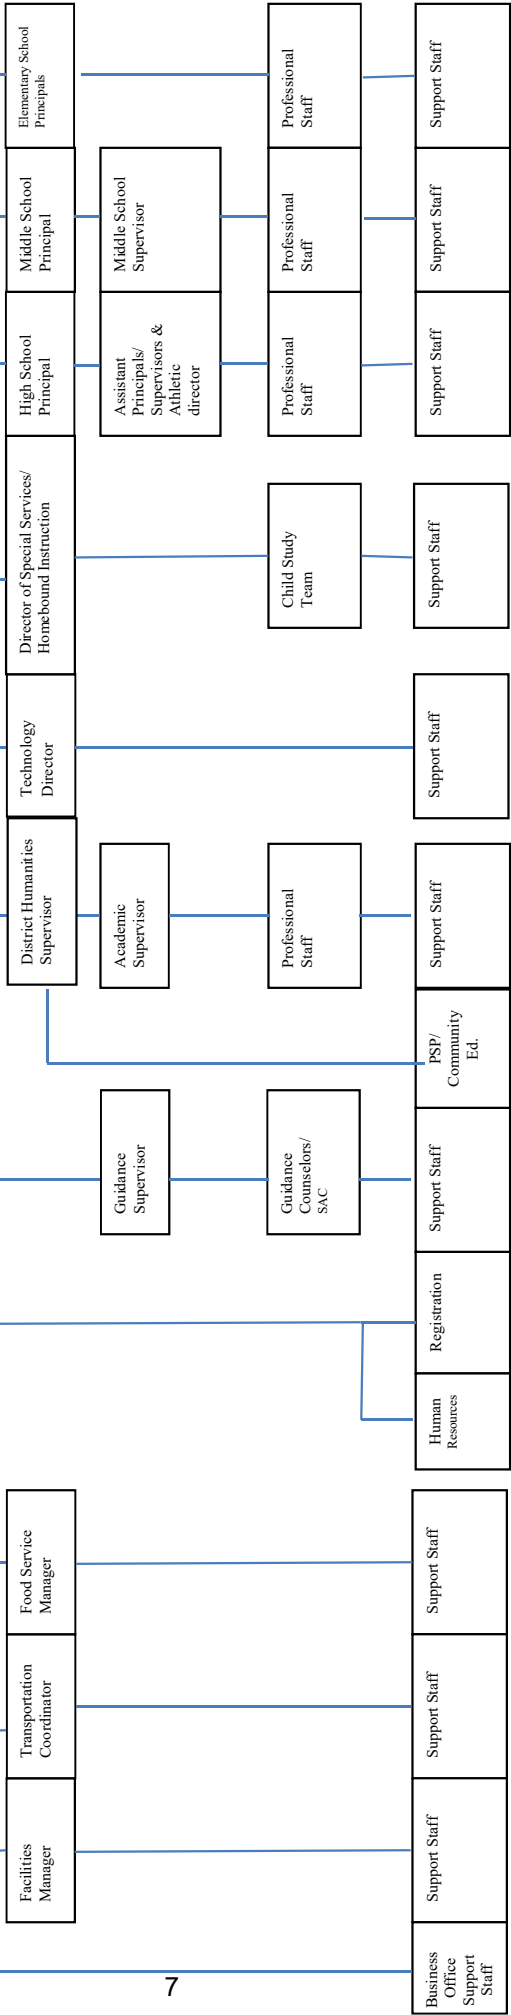 Facilities
Manager
Transportation
Coordinator
Food Service
Manager
District Humanities
Supervisor
Technology
Director
Director of Special Services/
Homebound Instruction
High School
Principal
Middle School
Principal
Elementary School
Principals
Guidance
Supervisor
Academic
Supervisor
Assistant
Principals/
Supervisors &
Athletic
director
Middle School
Supervisor
Guidance
Counselors/
SAC
Professional
Staff
Child Study
Team
Professional
Staff
Professional
Staff
Professional
Staff
Business
Office
Support
Staff
Support Staff
Support Staff
Support Staff
Human
Resources
Registration
Support Staff
PSP/
Community
Ed.
Support Staff
Support Staff
Support Staff
Support Staff
Support Staff
Support Staff
7